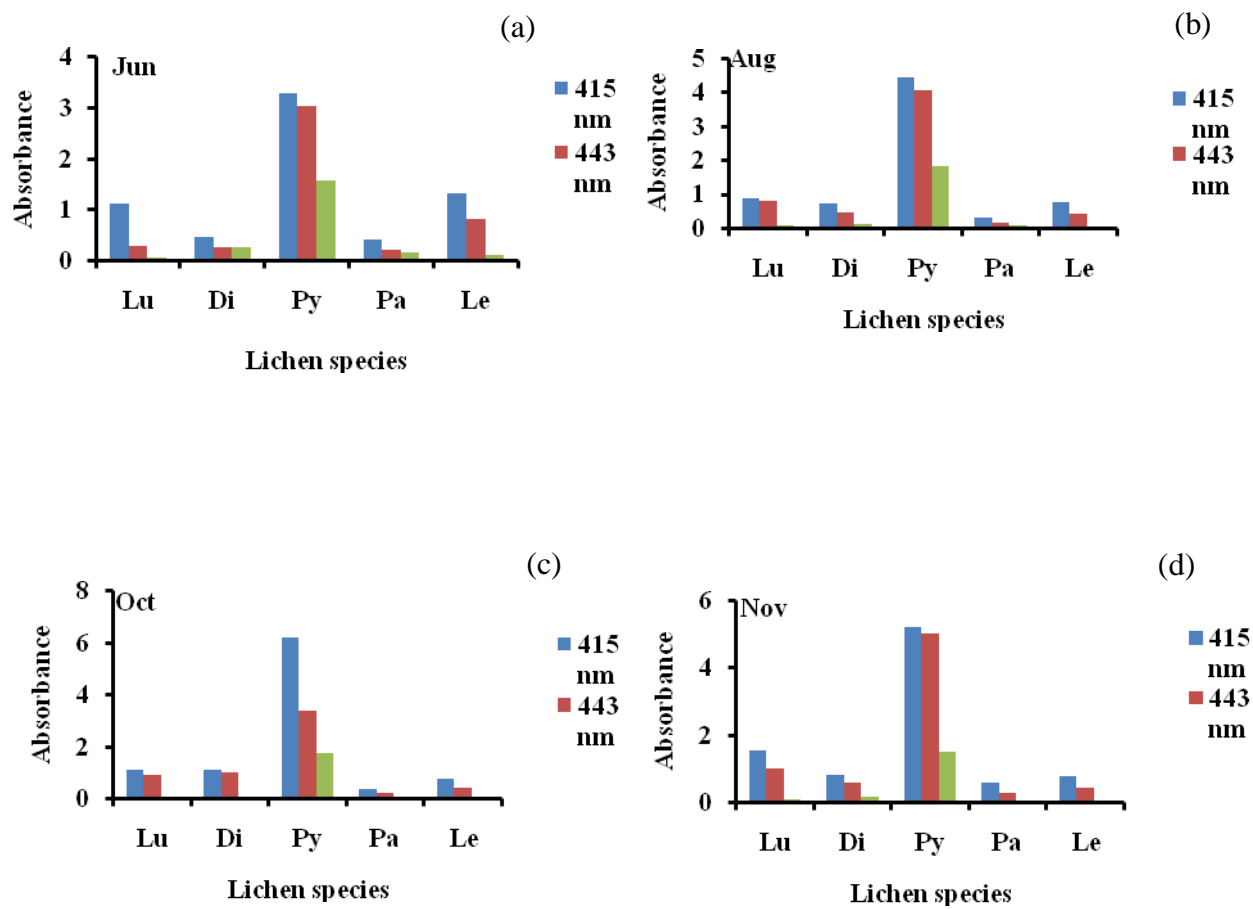 (a)
Jun
4
3
2
1
0
Absorbance
Lu Di Py Pa Le
Lichen species
415
nm
443
nm
(b)
Aug
5
4
3
2
1
0
Absorbance
Lu Di Py Pa Le
Lichen species
415
nm
443
nm
(c)
Oct
8
6
4
2
0
Absorbance
Lu Di Py Pa Le
Lichen species
415
nm
443
nm
(d)
Nov
6
4
2
0
Absorbance
Lu Di Py Pa Le
Lichen species
415
nm
443
nm